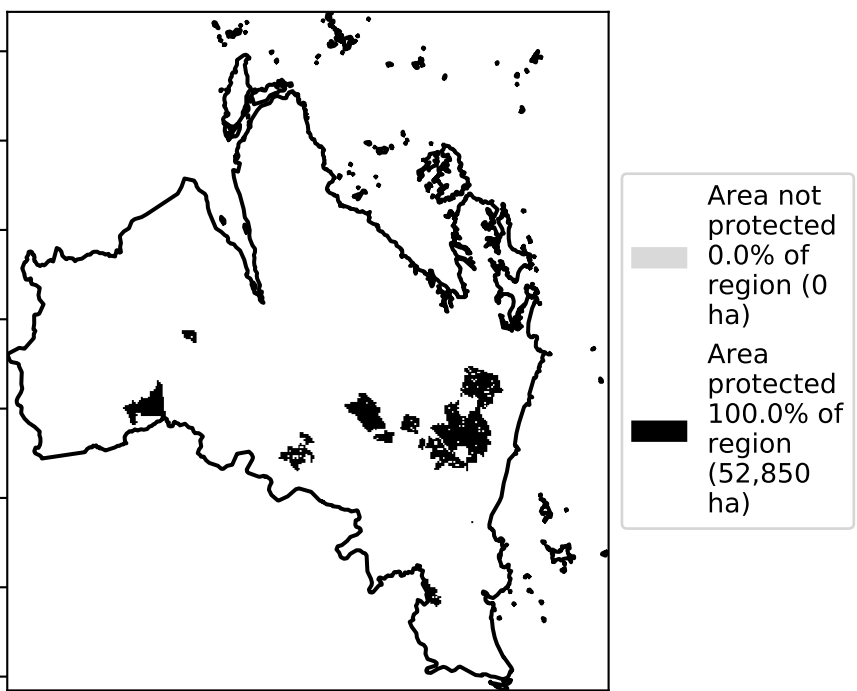 Area not
protected
0.0% of
region (0
ha)
Area
protected
100.0% of
region
(52,850
ha)